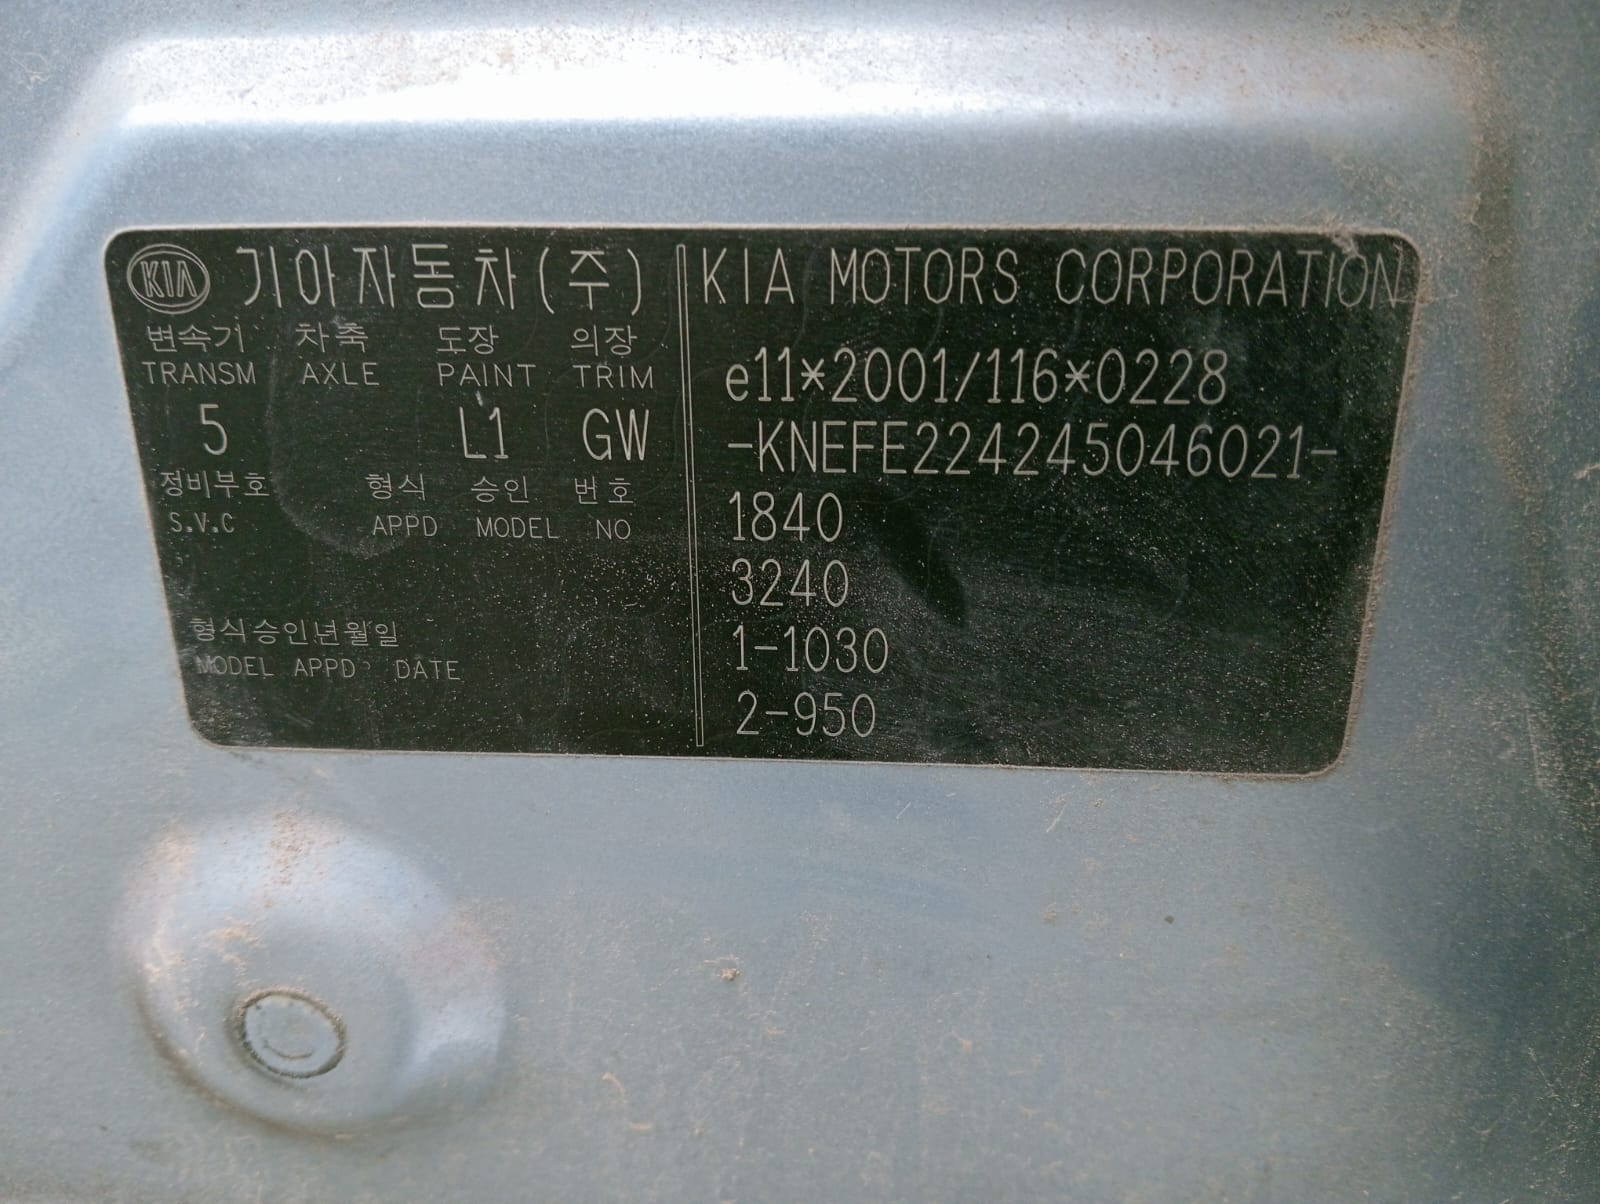 KIA 기아자동차(주) KIA MOTORS CORPORATION
변속기 차축 도장 의장
TRANSM AXLE PAINT TRIM
5 L1 GW
정비부호 형식 승인 번호
S.V.C APPD MODEL NO
형식승인년월일
MODEL APPD' DATE
e11*2001/116*0228
-KNEFE224245046021-
1840
3240
1-1030
2-950